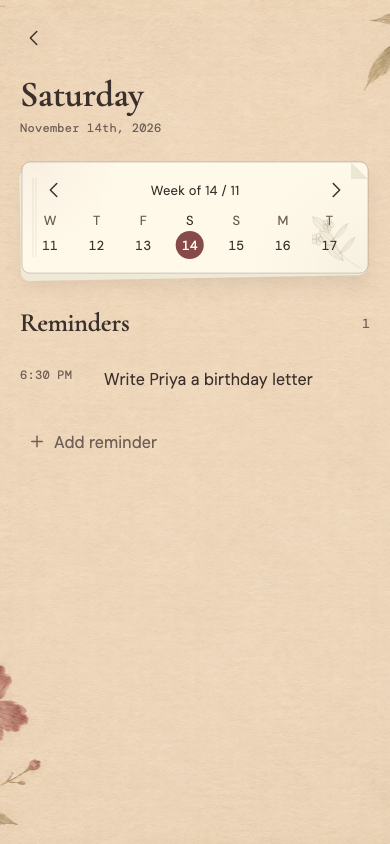 Saturday
November 14th, 2026
Week of 14 / 11
W T F S S M T
11 12 13 14 15 16 17
Reminders 1
6:30 PM Write Priya a birthday letter
+ Add reminder